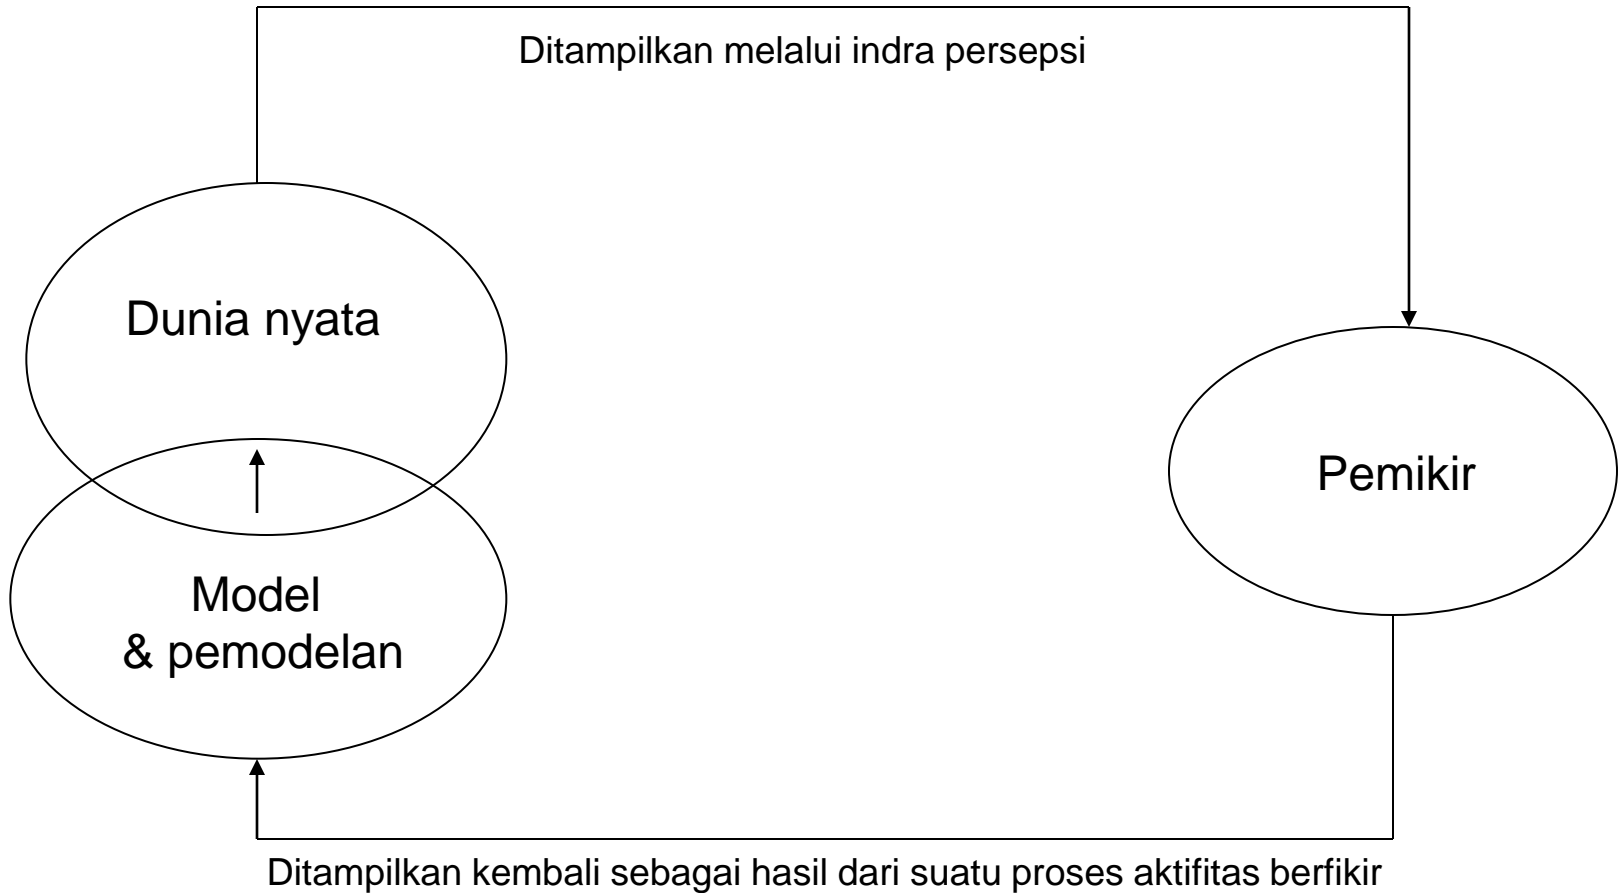 Ditampilkan melalui indra persepsi
Dunia nyata
Pemikir
Model
& pemodelan
Ditampilkan kembali sebagai hasil dari suatu proses aktifitas berfikir